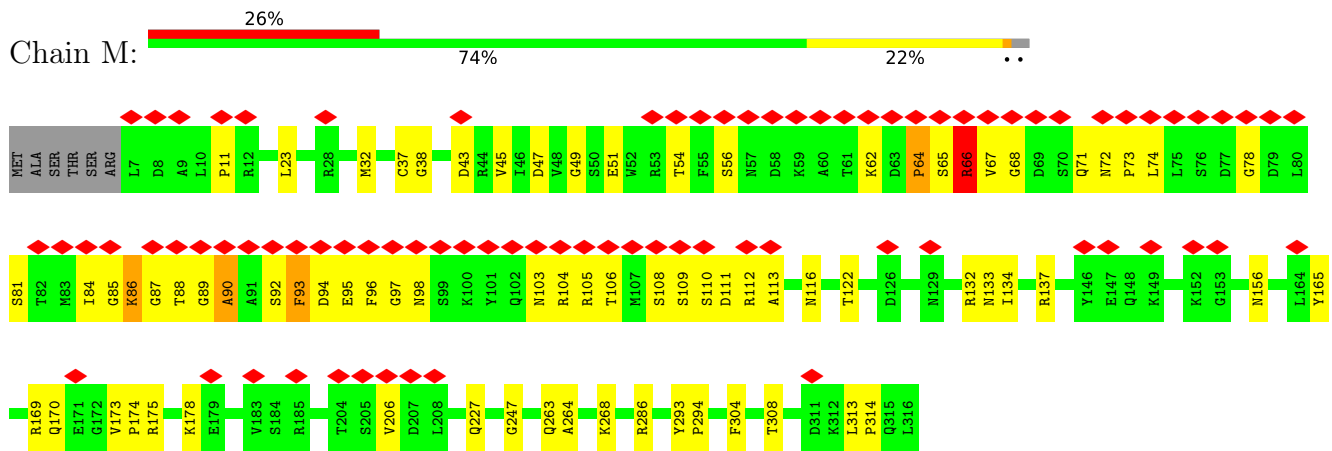 26%
Chain M:
74% 22% • •
MET ALA SER THR SER ARG L7 D8 A9 L10 P11 R12 L23 R28 M32 C37 G38 D43 R44 V45 I46 D47 V48 G49 S50 E51 W52 R53 T54 F55 S56 N57 D58 K59 A60 T61 K62 D63 P64 S65 R66 V67 G68 D69 S70 Q71 N72 P73 L74 L75 S76 D77 G78 D79 L80
S81 T82 M83 I84 G85 K86 G87 T88 G89 A90 A91 S92 F93 D94 E95 F96 G97 N98 S99 K100 Y101 Q102 N103 R104 R105 T106 M107 S108 S109 S110 D111 R112 A113 N116 T122 D126 N129 R132 N133 I134 R137 Y146 E147 Q148 K149 K152 G153 N156 L164 Y165
R169 Q170 E171 G172 V173 P174 R175 K178 E179 V183 S184 R185 T204 S205 V206 D207 L208 Q227 G247 Q263 A264 K268 R286 Y293 P294 F304 T308 D311 K312 L313 P314 Q315 L316